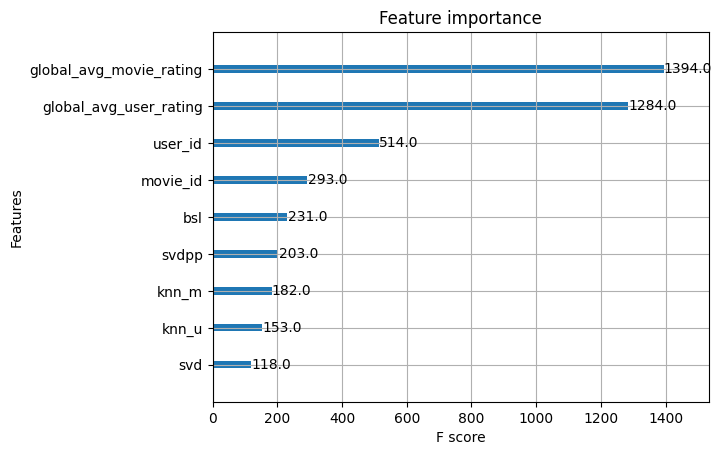 Feature importance
global_avg_movie_rating 1394.0
global_avg_user_rating 1284.0
user_id 514.0
movie_id 293.0
bsl 231.0
svdpp 203.0
knn_m 182.0
knn_u 153.0
svd 118.0
Features
0 200 400 600 800 1000 1200 1400
F score